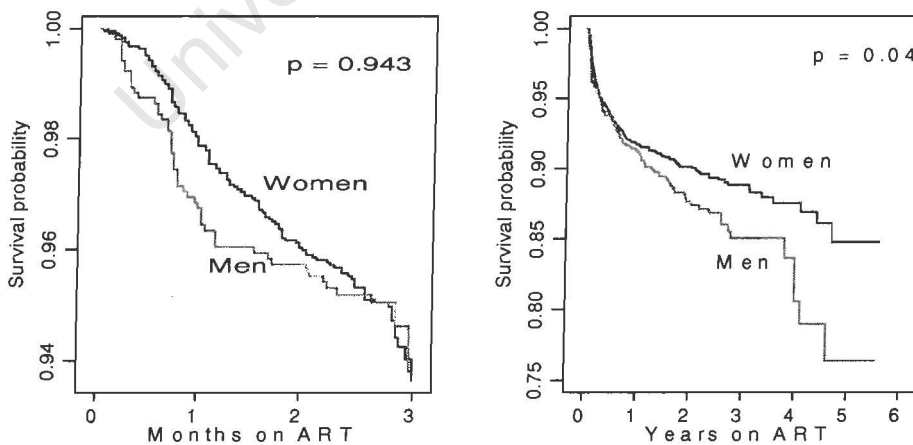 Univ
Survival probability
1.00
0.98
0.96
0.94
p = 0.943
Women
Men
0 1 2 3
Months on ART
Survival probability
1.00
0.95
0.90
0.85
0.80
0.75
p = 0.04
Women
Men
0 1 2 3 4 5 6
Years on ART